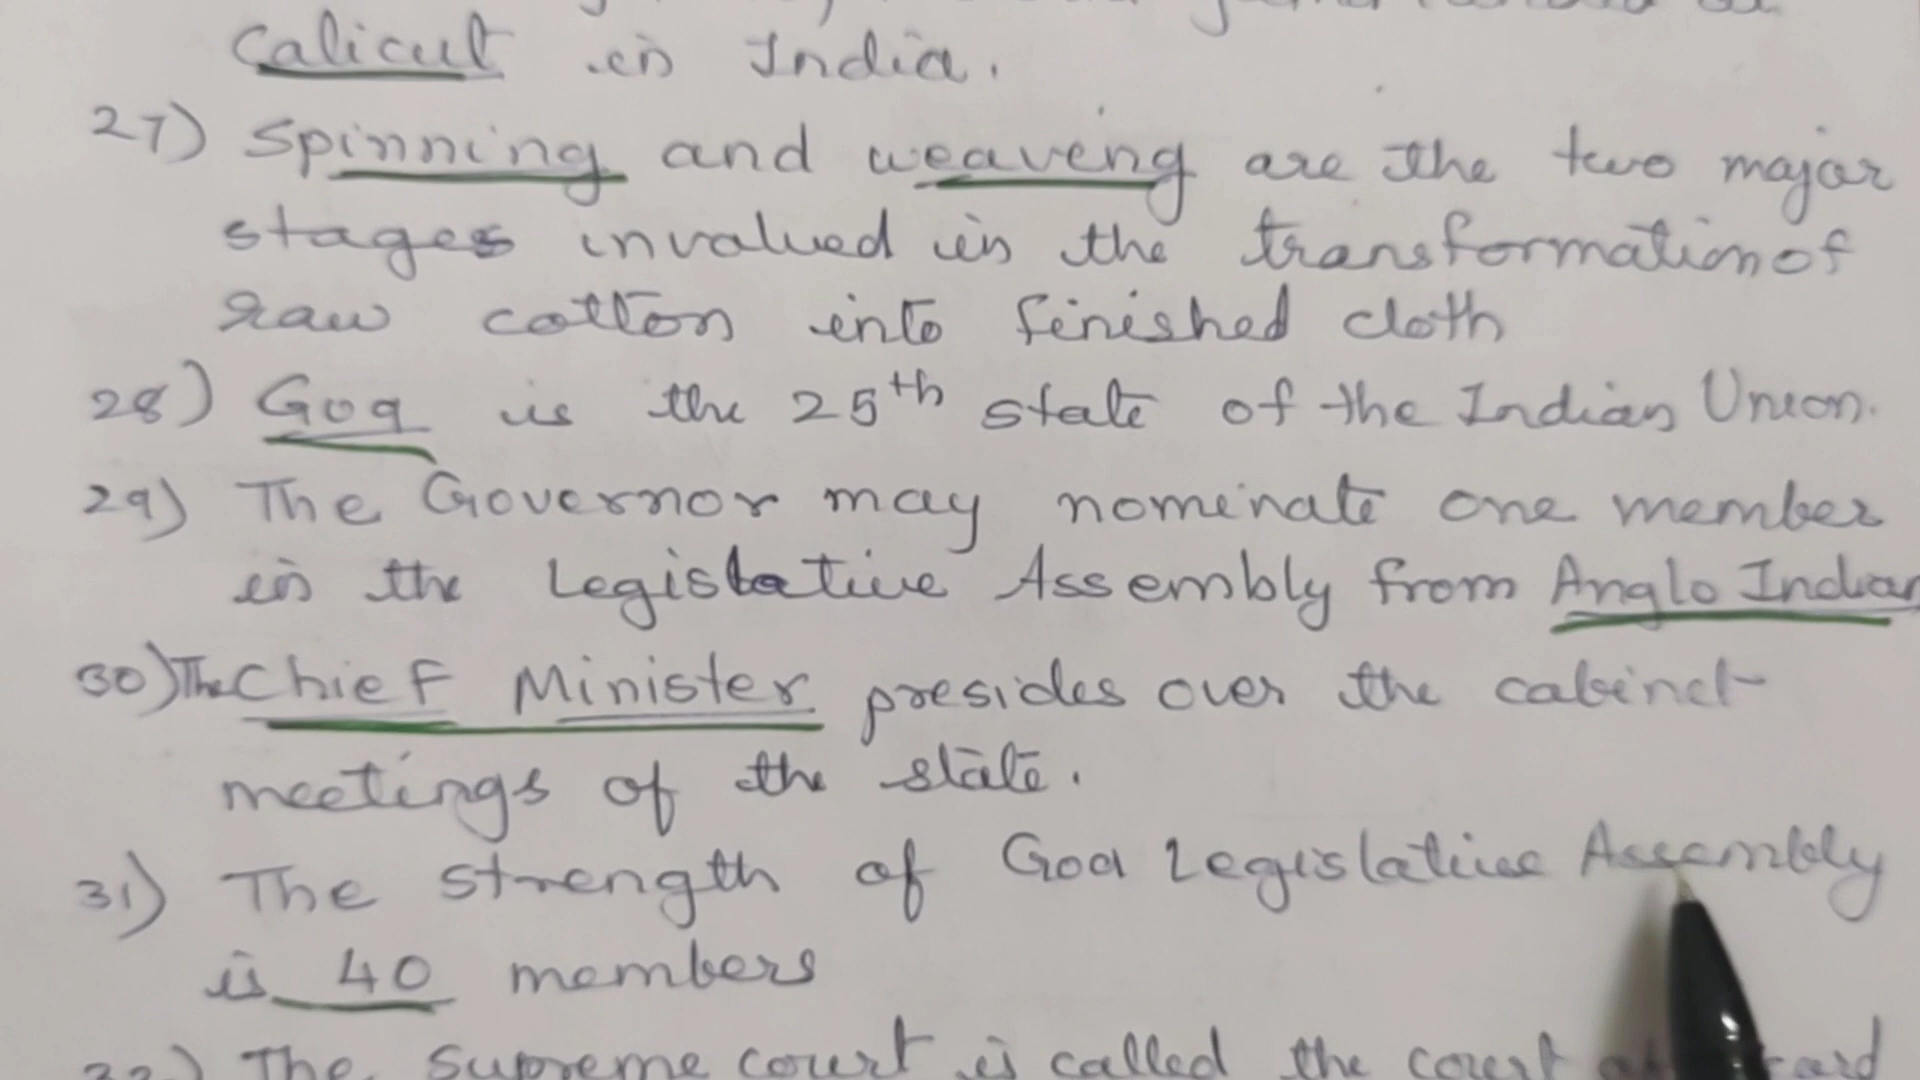 Calicut in India.
27) Spinning and weaving are the two major
stages involved in the transformation of
raw cotton into finished cloth
28) Goa is the 25th state of the Indian Union.
29) The Governor may nominate one member
in the Legislative Assembly from Anglo Indian
30) The Chief Minister presides over the cabinet
meetings of the state.
31) The strength of Goa Legislative Assembly
is 40 members
32) The Supreme court is called the court